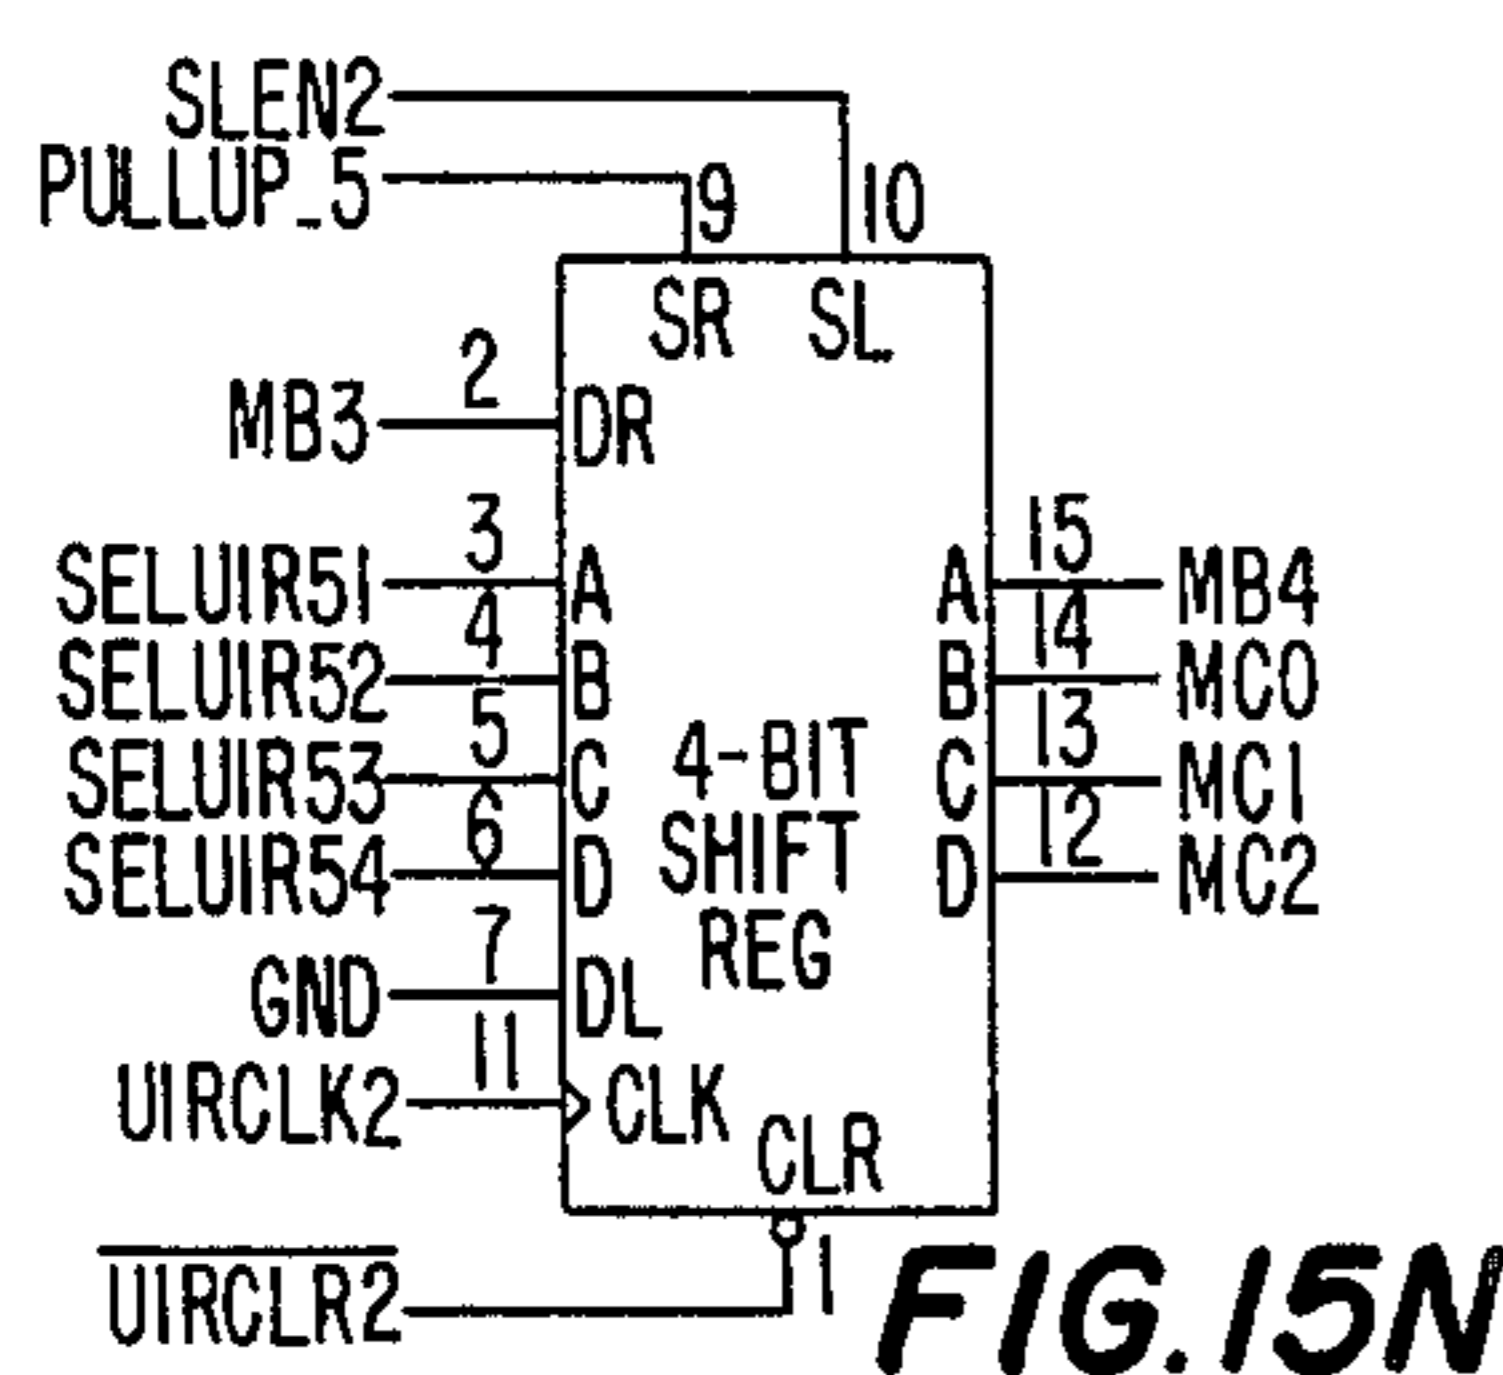 SLEN2
PULLUP_5
9
10
SR SL
2
MB3 DR
3 15
SELUIR51 A A MB4
4 14
SELUIR52 B B MC0
5 13
SELUIR53 C C MC1
6 12
SELUIR54 D D MC2
4-BIT
SHIFT
REG
7
GND DL
11
UIRCLK2 CLK
CLR
UIRCLR2 1
FIG.15N